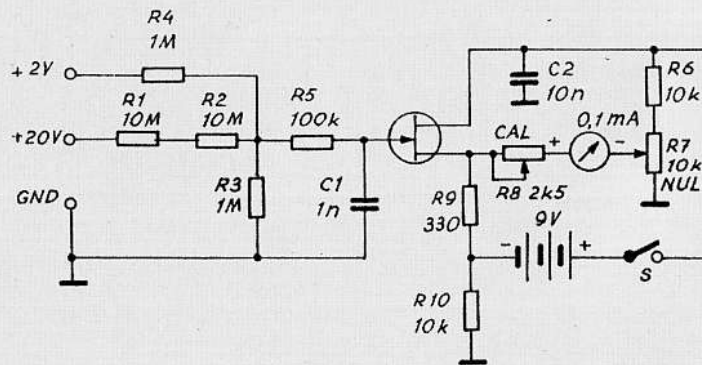 R4
1M
+2V
R1
10M
R2
10M
R5
100k
+20V
R3
1M
C1
1n
GND
C2
10n
R6
10k
0,1mA
CAL
+
-
R7
10k
NUL
R8 2k5
R9
330
9V
-
+
S
R10
10k